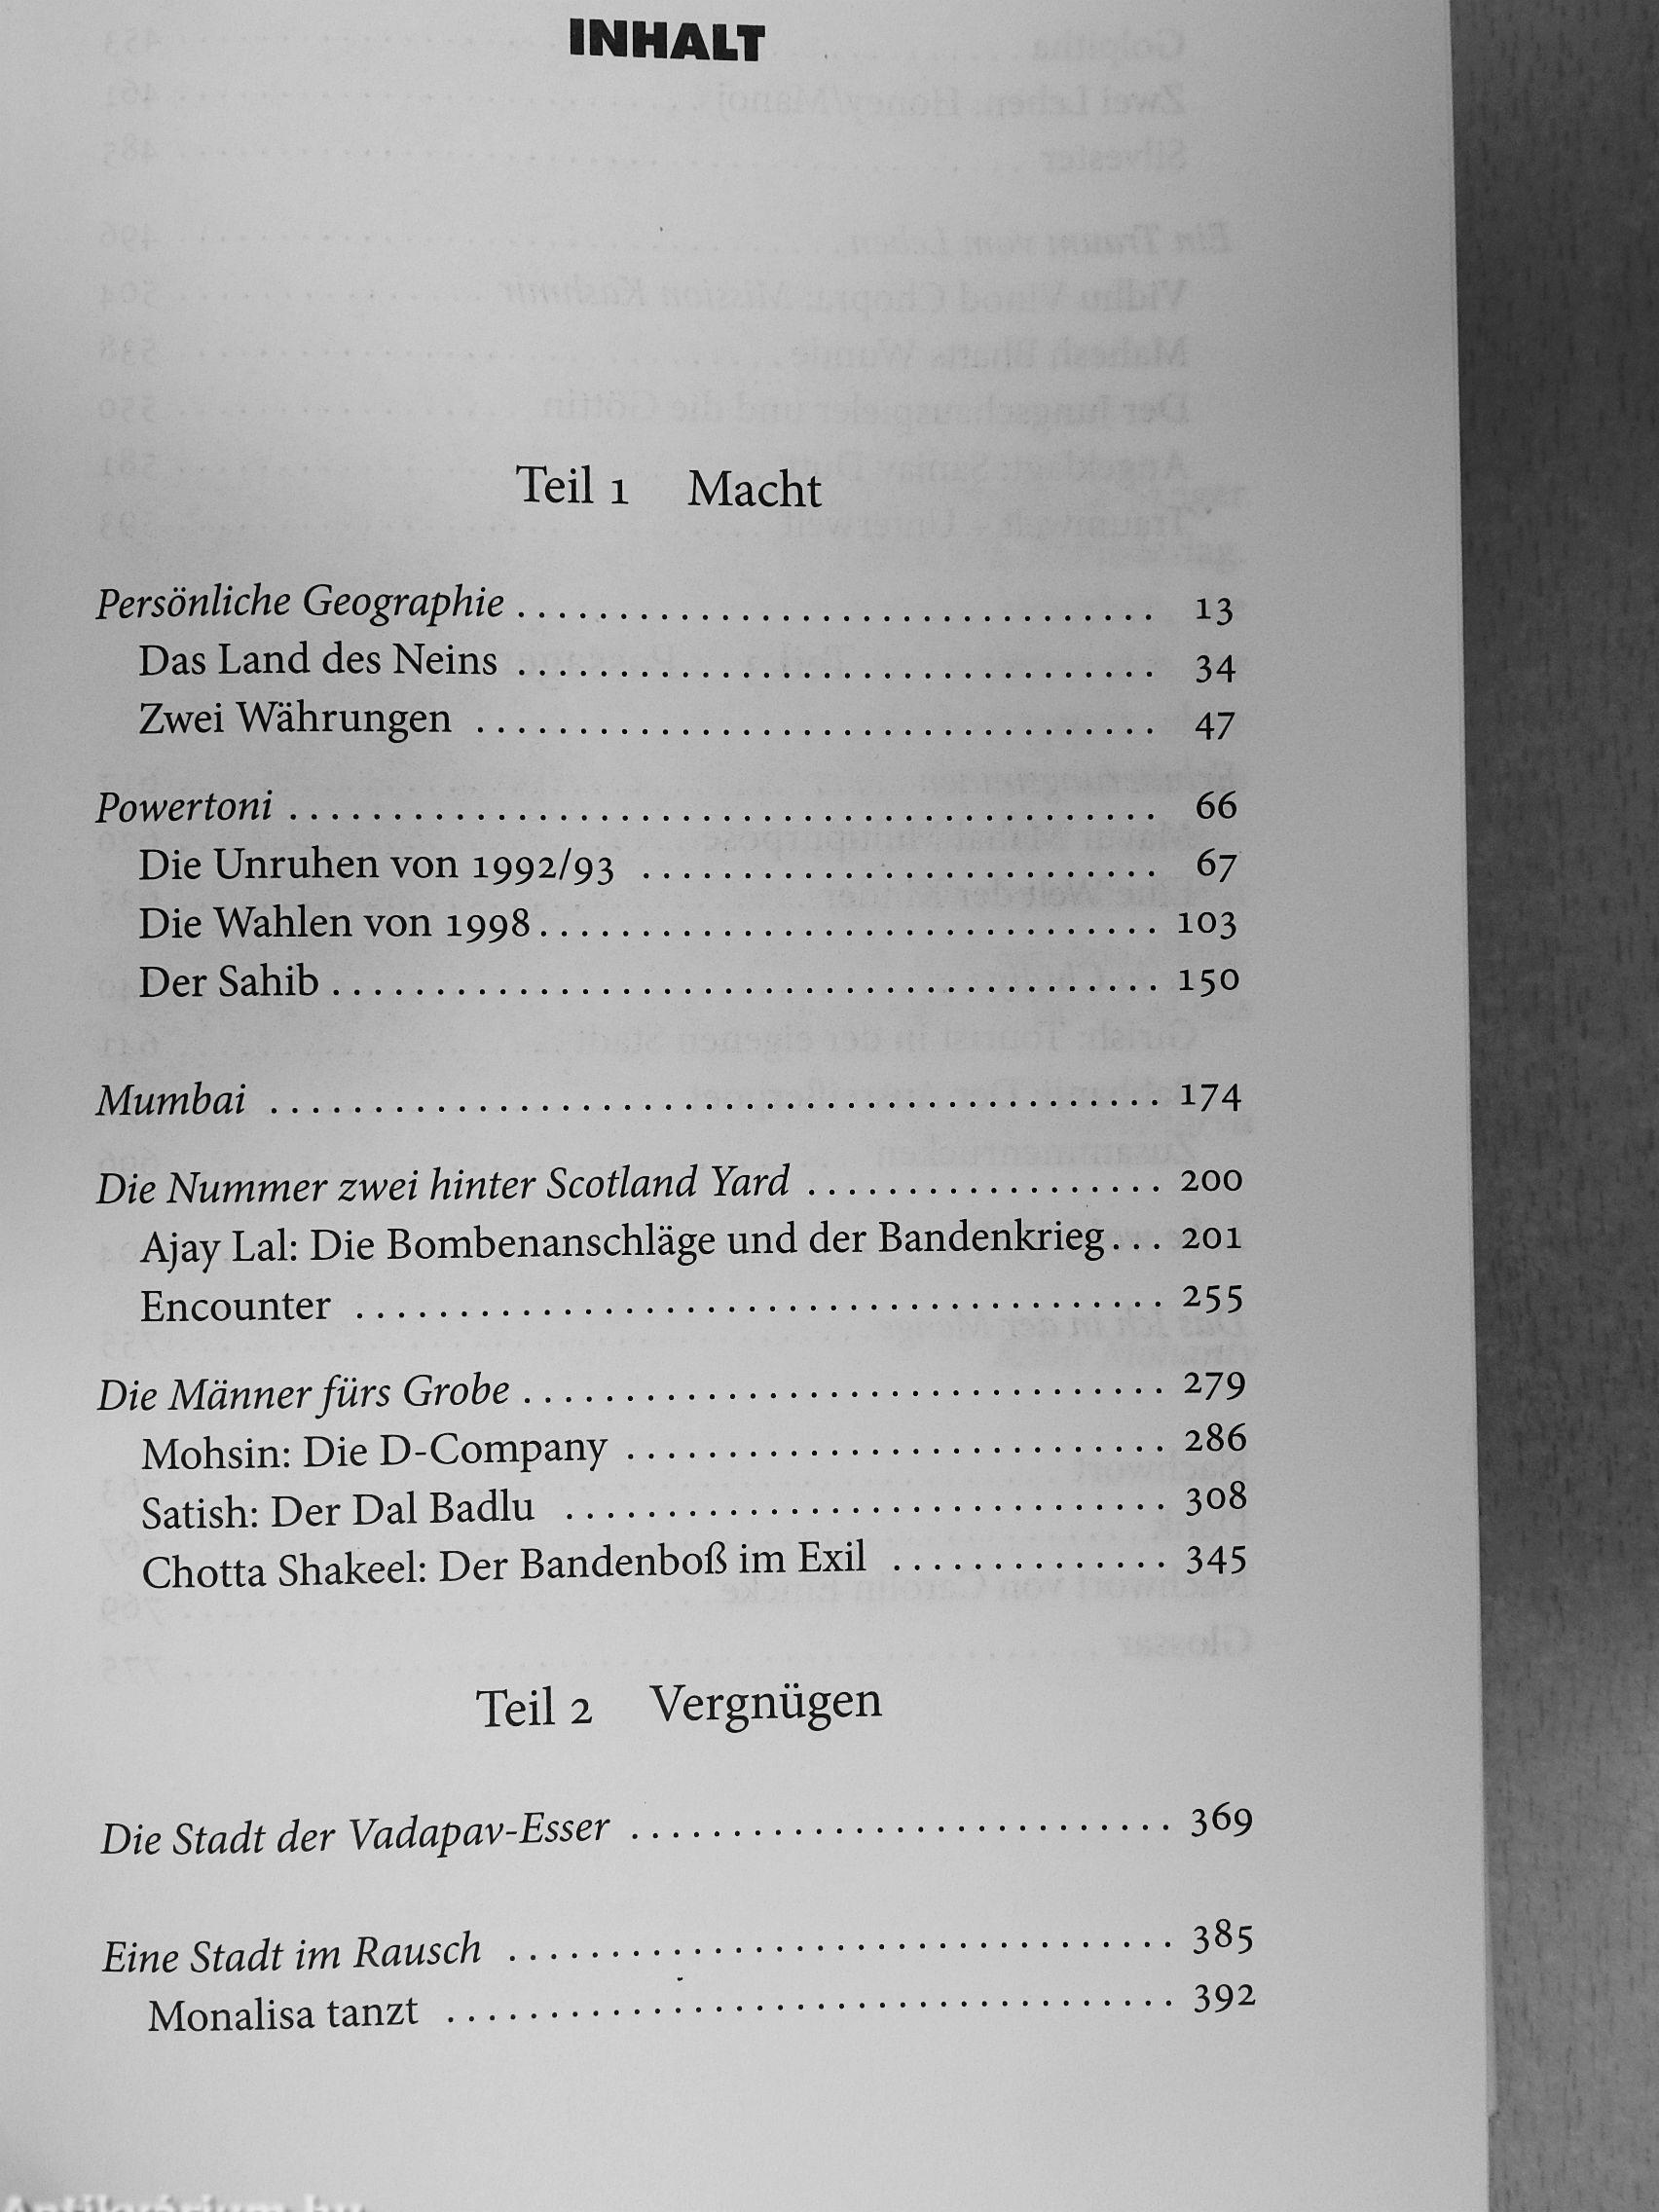 INHALT
Teil 1 Macht
Persönliche Geographie . . . . . . . . . . . . . . . . . . . . . . . . . . . . . . . 13
Das Land des Neins . . . . . . . . . . . . . . . . . . . . . . . . . . . . . . . 34
Zwei Währungen . . . . . . . . . . . . . . . . . . . . . . . . . . . . . . . . . 47
Powertoni . . . . . . . . . . . . . . . . . . . . . . . . . . . . . . . . . . . . . . . . . . 66
Die Unruhen von 1992/93 . . . . . . . . . . . . . . . . . . . . . . . . . 67
Die Wahlen von 1998 . . . . . . . . . . . . . . . . . . . . . . . . . . . . . . 103
Der Sahib . . . . . . . . . . . . . . . . . . . . . . . . . . . . . . . . . . . . . . . . 150
Mumbai . . . . . . . . . . . . . . . . . . . . . . . . . . . . . . . . . . . . . . . . . . . 174
Die Nummer zwei hinter Scotland Yard . . . . . . . . . . . . . . . . . . 200
Ajay Lal: Die Bombenanschläge und der Bandenkrieg . . . 201
Encounter . . . . . . . . . . . . . . . . . . . . . . . . . . . . . . . . . . . . . . . 255
Die Männer fürs Grobe . . . . . . . . . . . . . . . . . . . . . . . . . . . . . . . 279
Mohsin: Die D-Company . . . . . . . . . . . . . . . . . . . . . . . . . . 286
Satish: Der Dal Badlu . . . . . . . . . . . . . . . . . . . . . . . . . . . . . 308
Chotta Shakeel: Der Bandenboß im Exil . . . . . . . . . . . . . . 345
Teil 2 Vergnügen
Die Stadt der Vadapav-Esser . . . . . . . . . . . . . . . . . . . . . . . . . . . 369
Eine Stadt im Rausch . . . . . . . . . . . . . . . . . . . . . . . . . . . . . . . . 385
Monalisa tanzt . . . . . . . . . . . . . . . . . . . . . . . . . . . . . . . . . . . 392